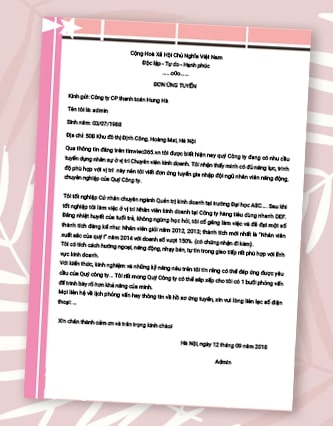 Cộng Hoà Xã Hội Chủ Nghĩa Việt Nam
Độc lập - Tự do - Hạnh phúc
......o0o......
ĐƠN ỨNG TUYỂN
Kính gửi: Công ty CP thanh toán Hưng Hà
Tên tôi là: admin
Sinh năm: 03/07/1988
Địa chỉ: 50B Khu đô thị Định Công, Hoàng Mai, Hà Nội
Qua thông tin đăng trên timviec365.vn tôi được biết hiện nay quý Công ty đang có nhu cầu
tuyển dụng nhân sự ở vị trí Chuyên viên kinh doanh. Tôi nhận thấy mình có đủ năng lực, trình
độ phù hợp với vị trí này nên tôi viết đơn ứng tuyển gia nhập đội ngũ nhân viên năng động,
chuyên nghiệp của Quý Công ty.
Tôi tốt nghiệp Cử nhân chuyên ngành Quản trị kinh doanh tại trường Đại học ABC.... Sau khi
tốt nghiệp tôi làm việc ở vị trí Nhân viên kinh doanh tại Công ty hàng tiêu dùng nhanh DEF.
Bằng nhiệt huyết của tuổi trẻ, không ngừng học hỏi, tôi cố gắng làm việc và đã đạt một số
thành tích đáng kể như: Nhân viên giỏi năm 2012, 2013; thành tích mới nhất là "Nhân viên
xuất sắc của quý I" năm 2014 với doanh số vượt 150%. (có chứng nhận đi kèm).
Tôi có tích cách hướng ngoại, năng động, nhạy bén, tự tin trong giao tiếp rất phù hợp với lĩnh
vực kinh doanh.
Với kiến thức, kinh nghiệm và những kỹ năng nêu trên tôi tin rằng có thể đáp ứng được yêu
cầu của Quý công ty... Tôi rất mong Quý Công ty có thể sắp xếp cho tôi có 1 buổi phỏng vấn
để trình bày rõ hơn khả năng của mình.
Mọi liên hệ về lịch phỏng vấn hay thông tin về hồ sơ ứng tuyển, xin vui lòng liên lạc số điện
thoại: ...
Xin chân thành cảm ơn và trân trọng kính chào!
Hà Nội, ngày 12 tháng 09 năm 2018
Admin